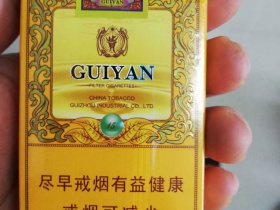 GUIYAN
GUIYAN
FILTER CIGARETTES
CHINA TOBACCO
GUIZHOU INDUSTRIAL CO., LTD.
尽早戒烟有益健康
戒烟可减少